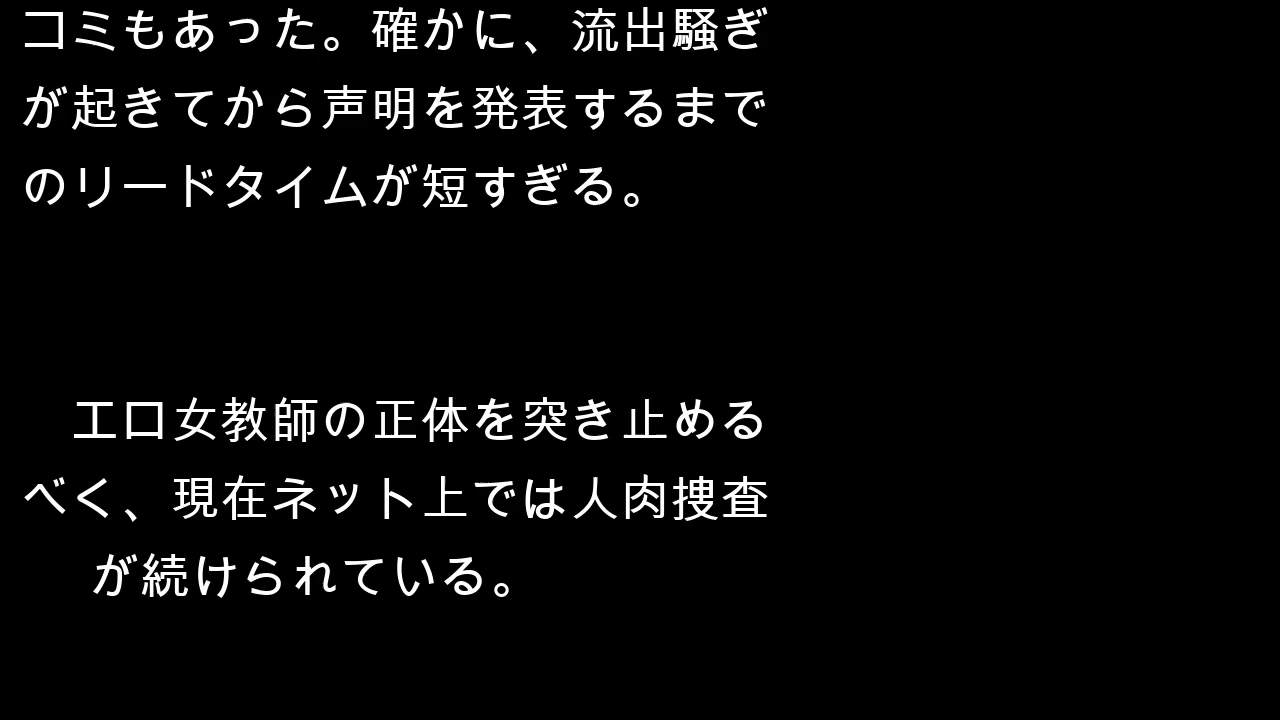 コミもあった。確かに、流出騒ぎ
が起きてから声明を発表するまで
のリードタイムが短すぎる。
エロ女教師の正体を突き止める
べく、現在ネット上では人肉捜査
が続けられている。